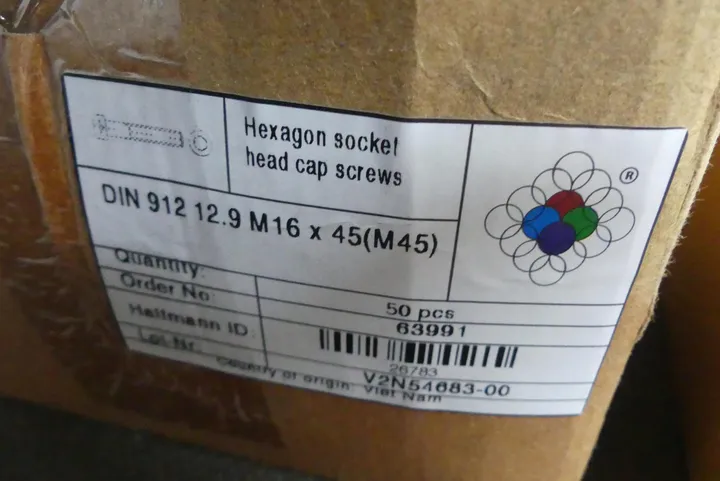 Hexagon socket
head cap screws
®
DIN 912 12.9 M16 x 45(M45)
Quantity: 50 pcs
Order No: 63991
Haltmann ID: 26783
Lot Nr.: V2N54683-00
Country of origin: Viet Nam